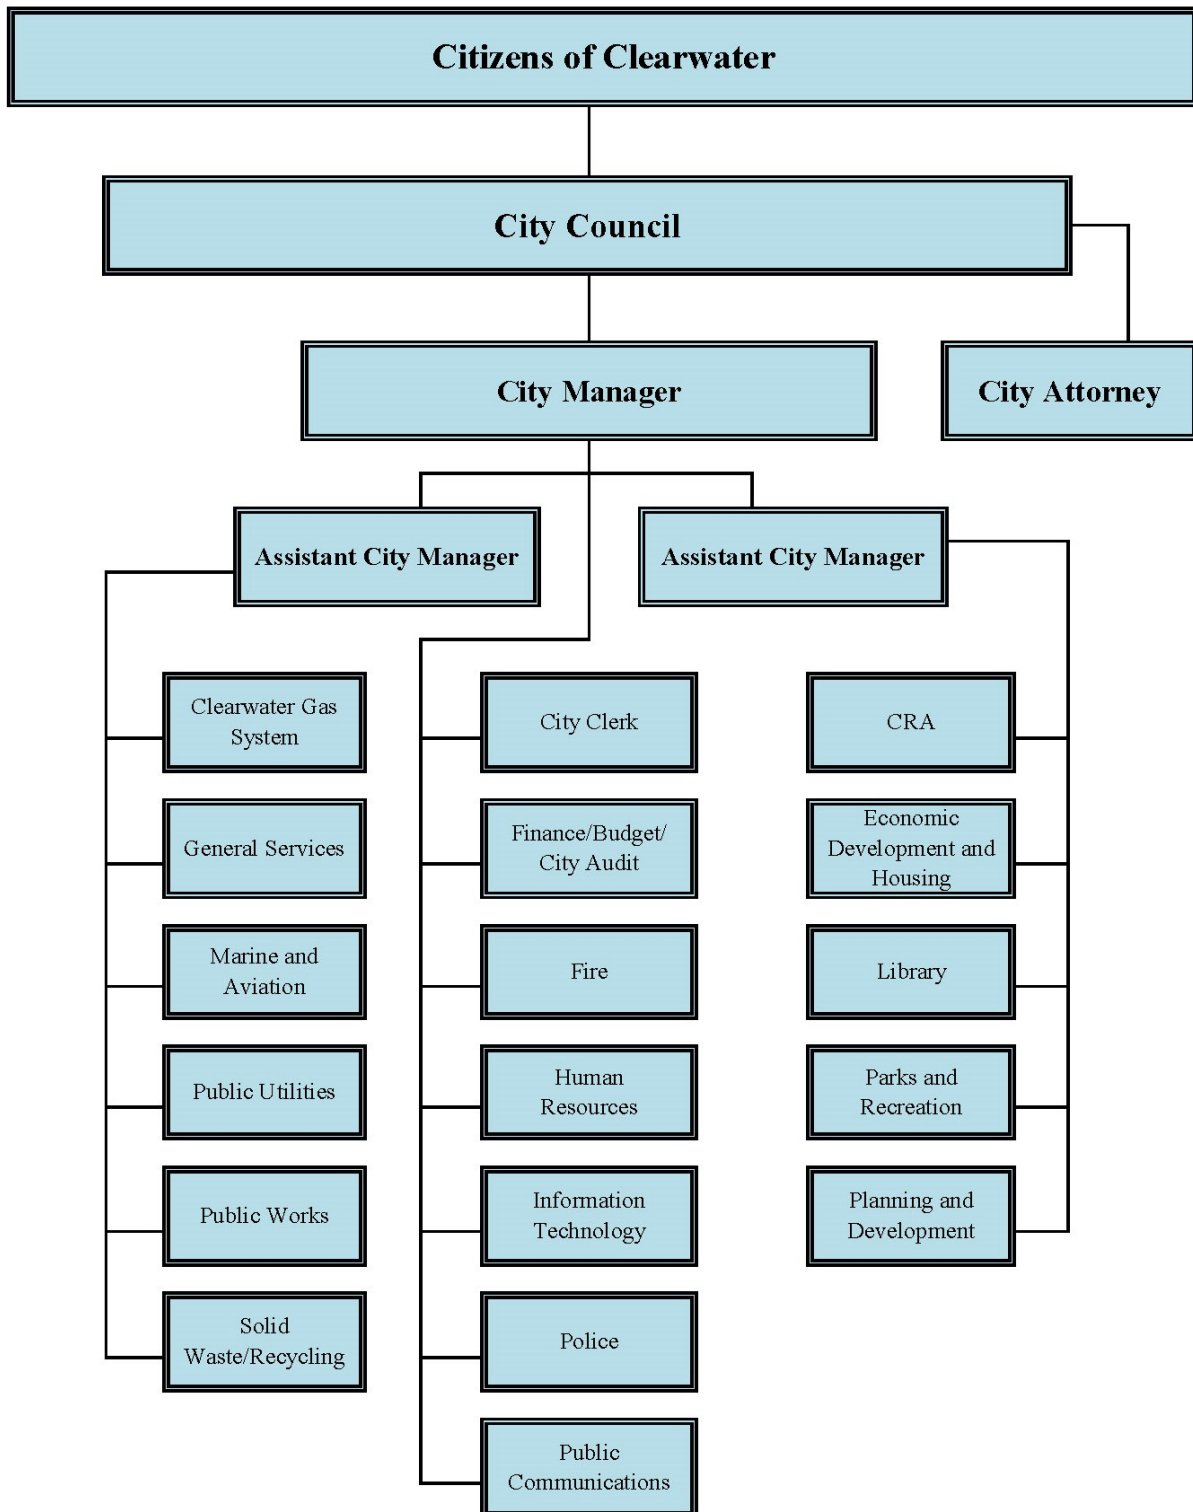 Citizens of Clearwater
City Council
City Manager
City Attorney
Assistant City Manager
Assistant City Manager
Clearwater Gas
System
General Services
Marine and
Aviation
Public Utilities
Public Works
Solid
Waste/Recycling
City Clerk
Finance/Budget/
City Audit
Fire
Human
Resources
Information
Technology
Police
Public
Communications
CRA
Economic
Development and
Housing
Library
Parks and
Recreation
Planning and
Development